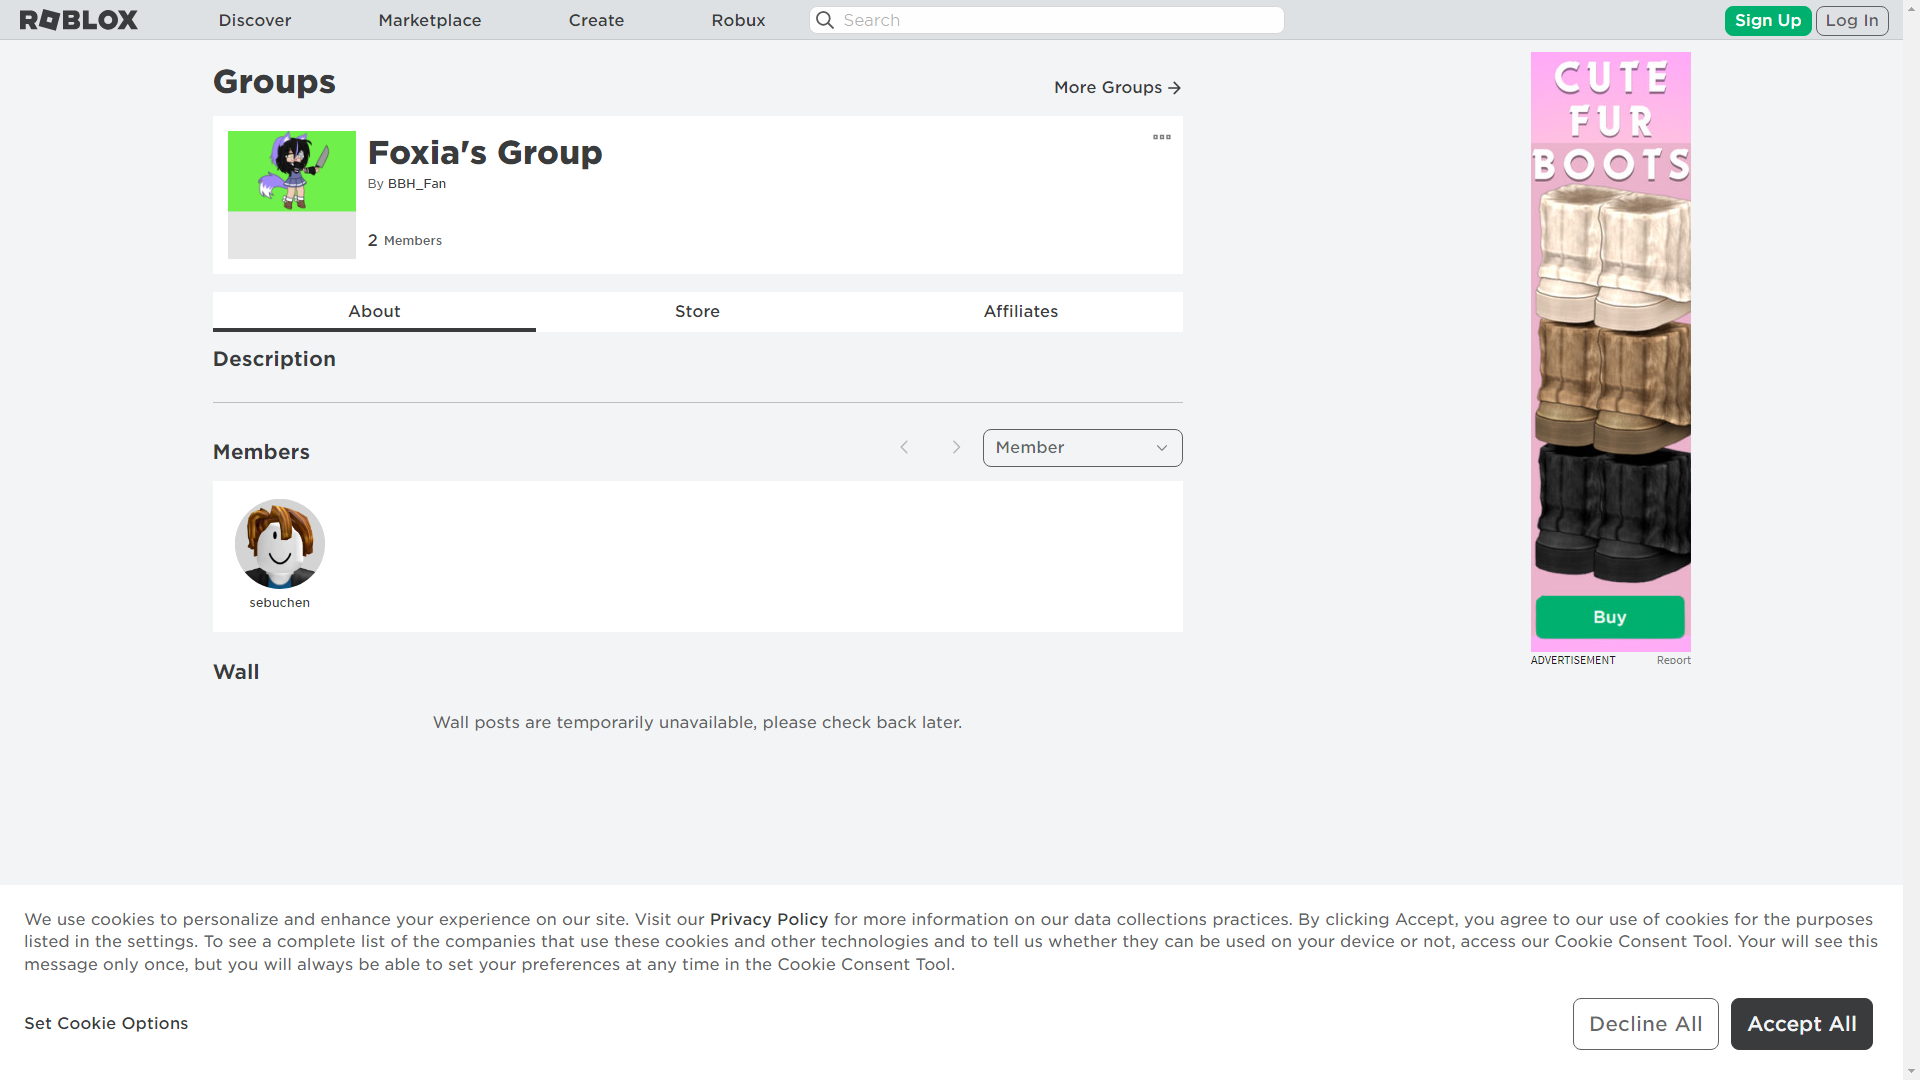 ROBLOX
Discover
Marketplace
Create
Robux
Search
Sign Up
Log In
Groups
More Groups
Foxia's Group
By BBH_Fan
2 Members
About
Store
Affiliates
Description
Members
Member
sebuchen
Wall
Wall posts are temporarily unavailable, please check back later.
CUTE
FUR
BOOTS
Buy
ADVERTISEMENT
Report
We use cookies to personalize and enhance your experience on our site. Visit our Privacy Policy for more information on our data collections practices. By clicking Accept, you agree to our use of cookies for the purposes
listed in the settings. To see a complete list of the companies that use these cookies and other technologies and to tell us whether they can be used on your device or not, access our Cookie Consent Tool. Your will see this
message only once, but you will always be able to set your preferences at any time in the Cookie Consent Tool.
Set Cookie Options
Decline All
Accept All